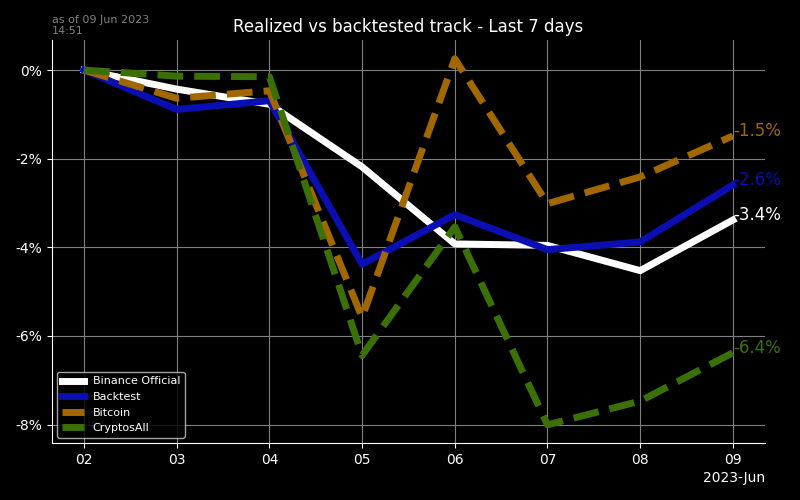 as of 09 Jun 2023
14:51
Realized vs backtested track - Last 7 days
0%
-2%
-4%
-6%
-8%
-1.5%
-2.6%
-3.4%
-6.4%
Binance Official
Backtest
Bitcoin
CryptosAll
02 03 04 05 06 07 08 09
2023-Jun